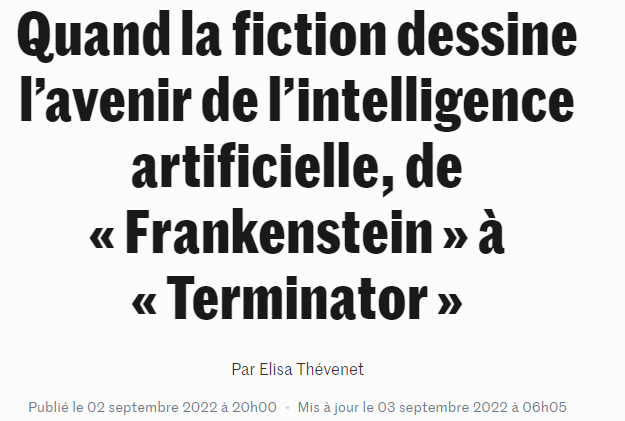 Quand la fiction dessine
l’avenir de l’intelligence
artificielle, de
« Frankenstein » à
« Terminator »
Par Elisa Thévenet
Publié le 02 septembre 2022 à 20h00 • Mis à jour le 03 septembre 2022 à 06h05